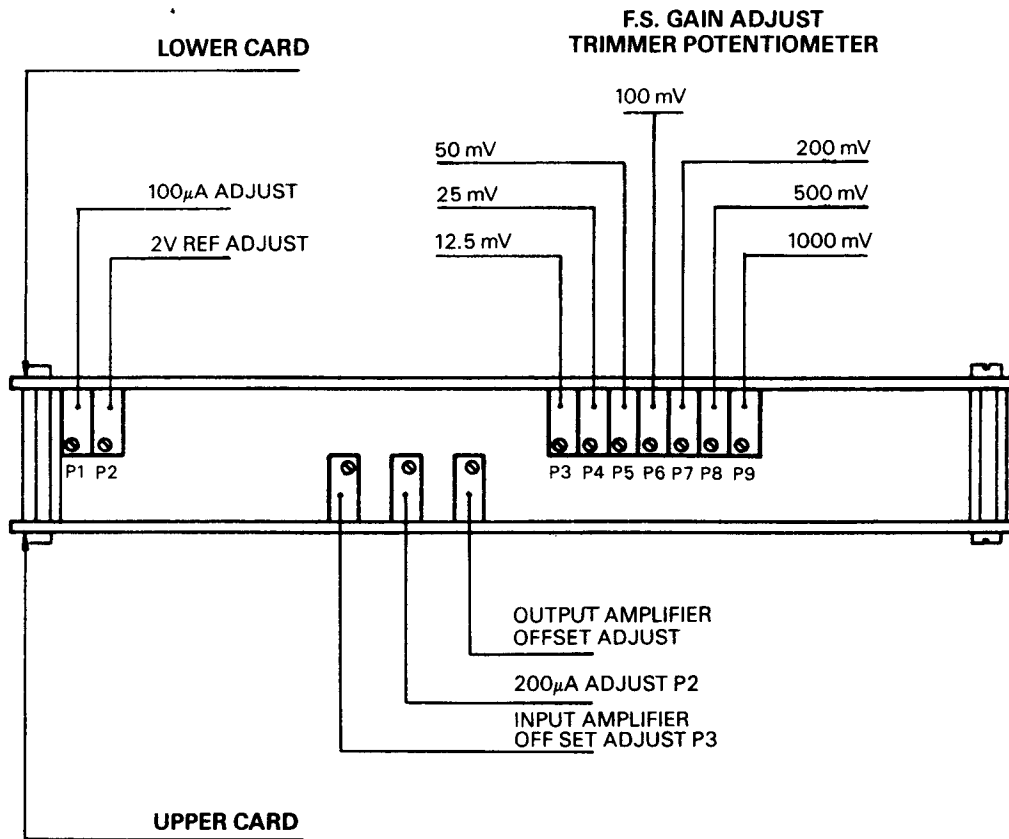 F.S. GAIN ADJUST
TRIMMER POTENTIOMETER
LOWER CARD
100 mV
50 mV
200 mV
100μA ADJUST
25 mV
500 mV
2V REF ADJUST
12.5 mV
1000 mV
P1 P2
P3 P4 P5 P6 P7 P8 P9
OUTPUT AMPLIFIER
OFFSET ADJUST
200μA ADJUST P2
INPUT AMPLIFIER
OFF SET ADJUST P3
UPPER CARD